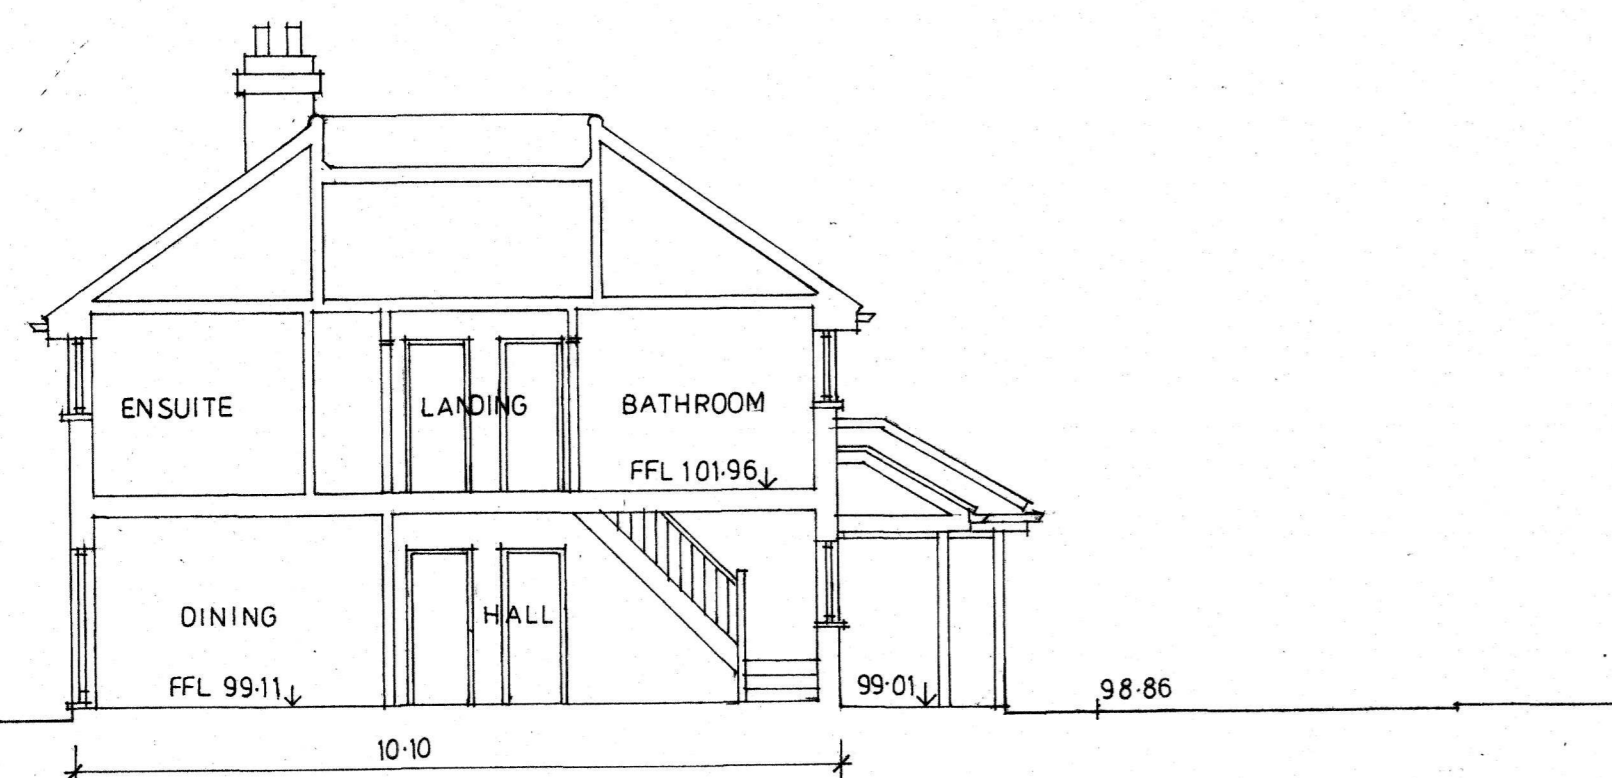 ENSUITE
LANDING
BATHROOM
FFL 101·96
DINING
HALL
FFL 99·11
99·01
98·86
10·10